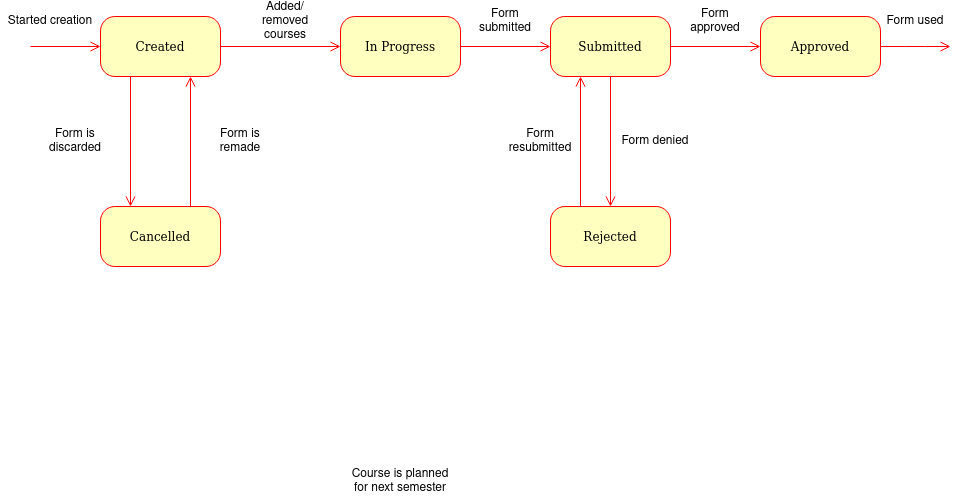 Started creation
Added/
removed
courses
Form
submitted
Form
approved
Form used
Created
In Progress
Submitted
Approved
Form is
discarded
Form is
remade
Form
resubmitted
Form denied
Cancelled
Rejected
Course is planned
for next semester